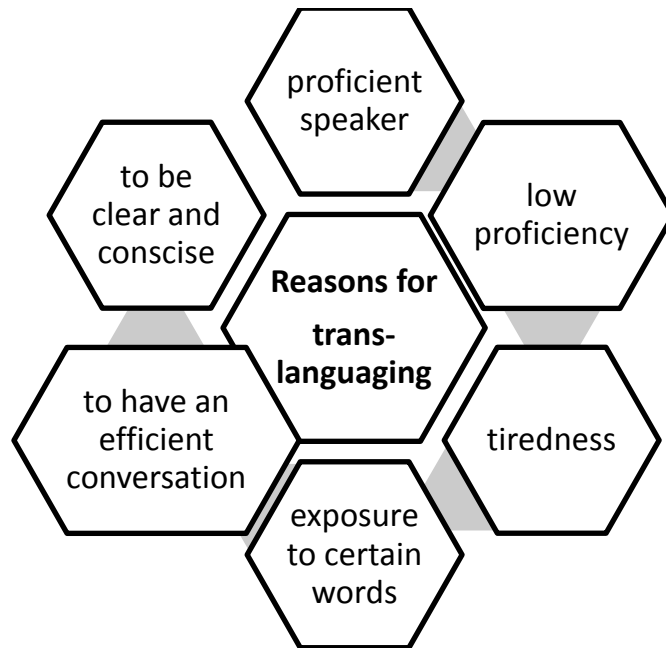 proficient
speaker
low
proficiency
tiredness
exposure
to certain
words
to have an
efficient
conversation
to be
clear and
conscise
Reasons for
trans-
languaging